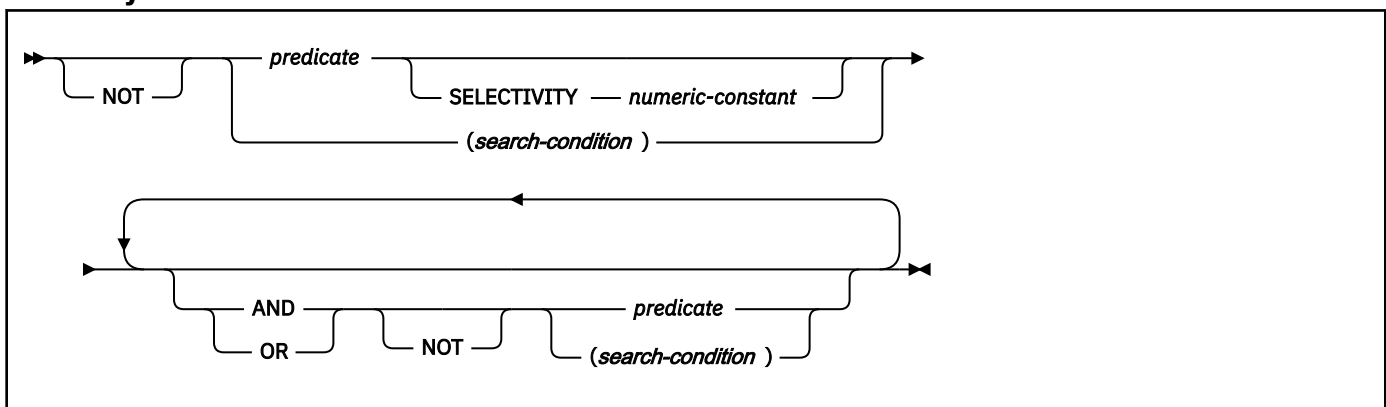 predicate
NOT SELECTIVITY numeric-constant
(search-condition )
AND predicate
OR NOT (search-condition )